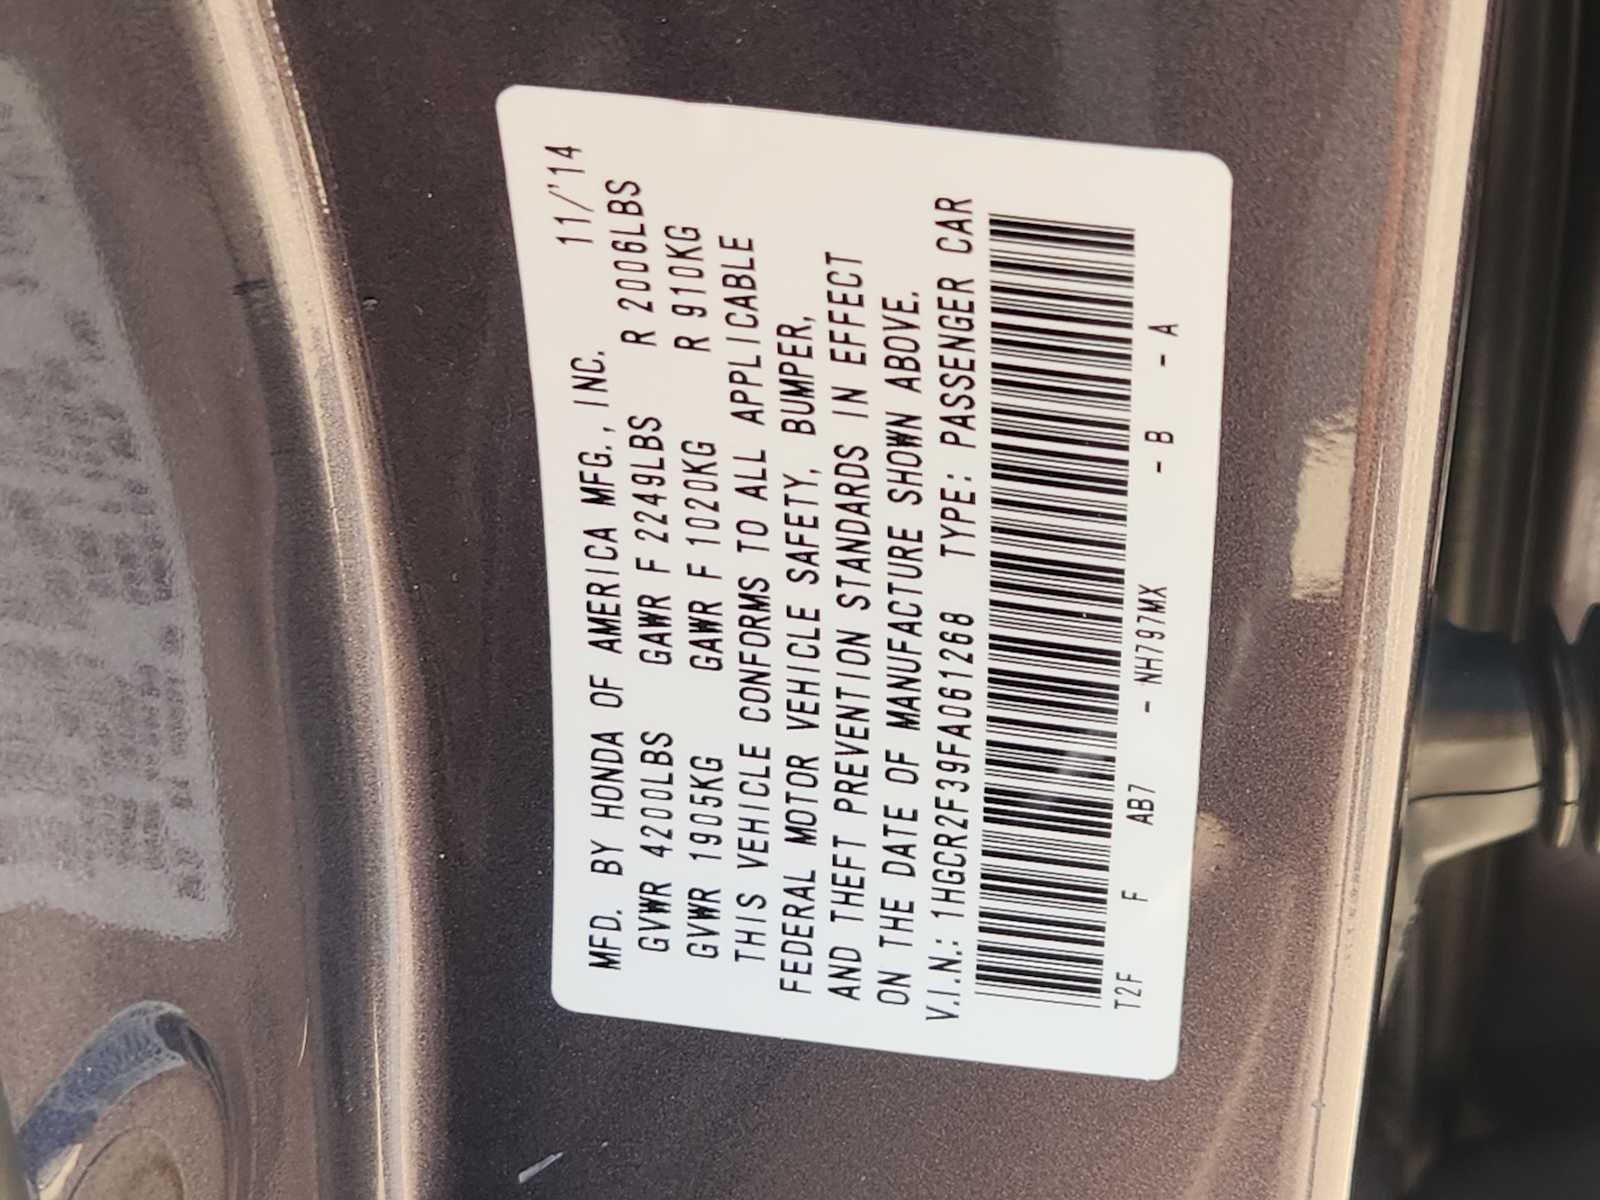 MFD. BY HONDA OF AMERICA MFG., INC. 11/'14
GVWR 4200LBS GAWR F 2249LBS R 2006LBS
GVWR 1905KG GAWR F 1020KG R 910KG
THIS VEHICLE CONFORMS TO ALL APPLICABLE
FEDERAL MOTOR VEHICLE SAFETY, BUMPER,
AND THEFT PREVENTION STANDARDS IN EFFECT
ON THE DATE OF MANUFACTURE SHOWN ABOVE.
V.I.N.: 1HGCR2F39FA061268 TYPE: PASSENGER CAR
T2F F AB7 - NH797MX - B - A